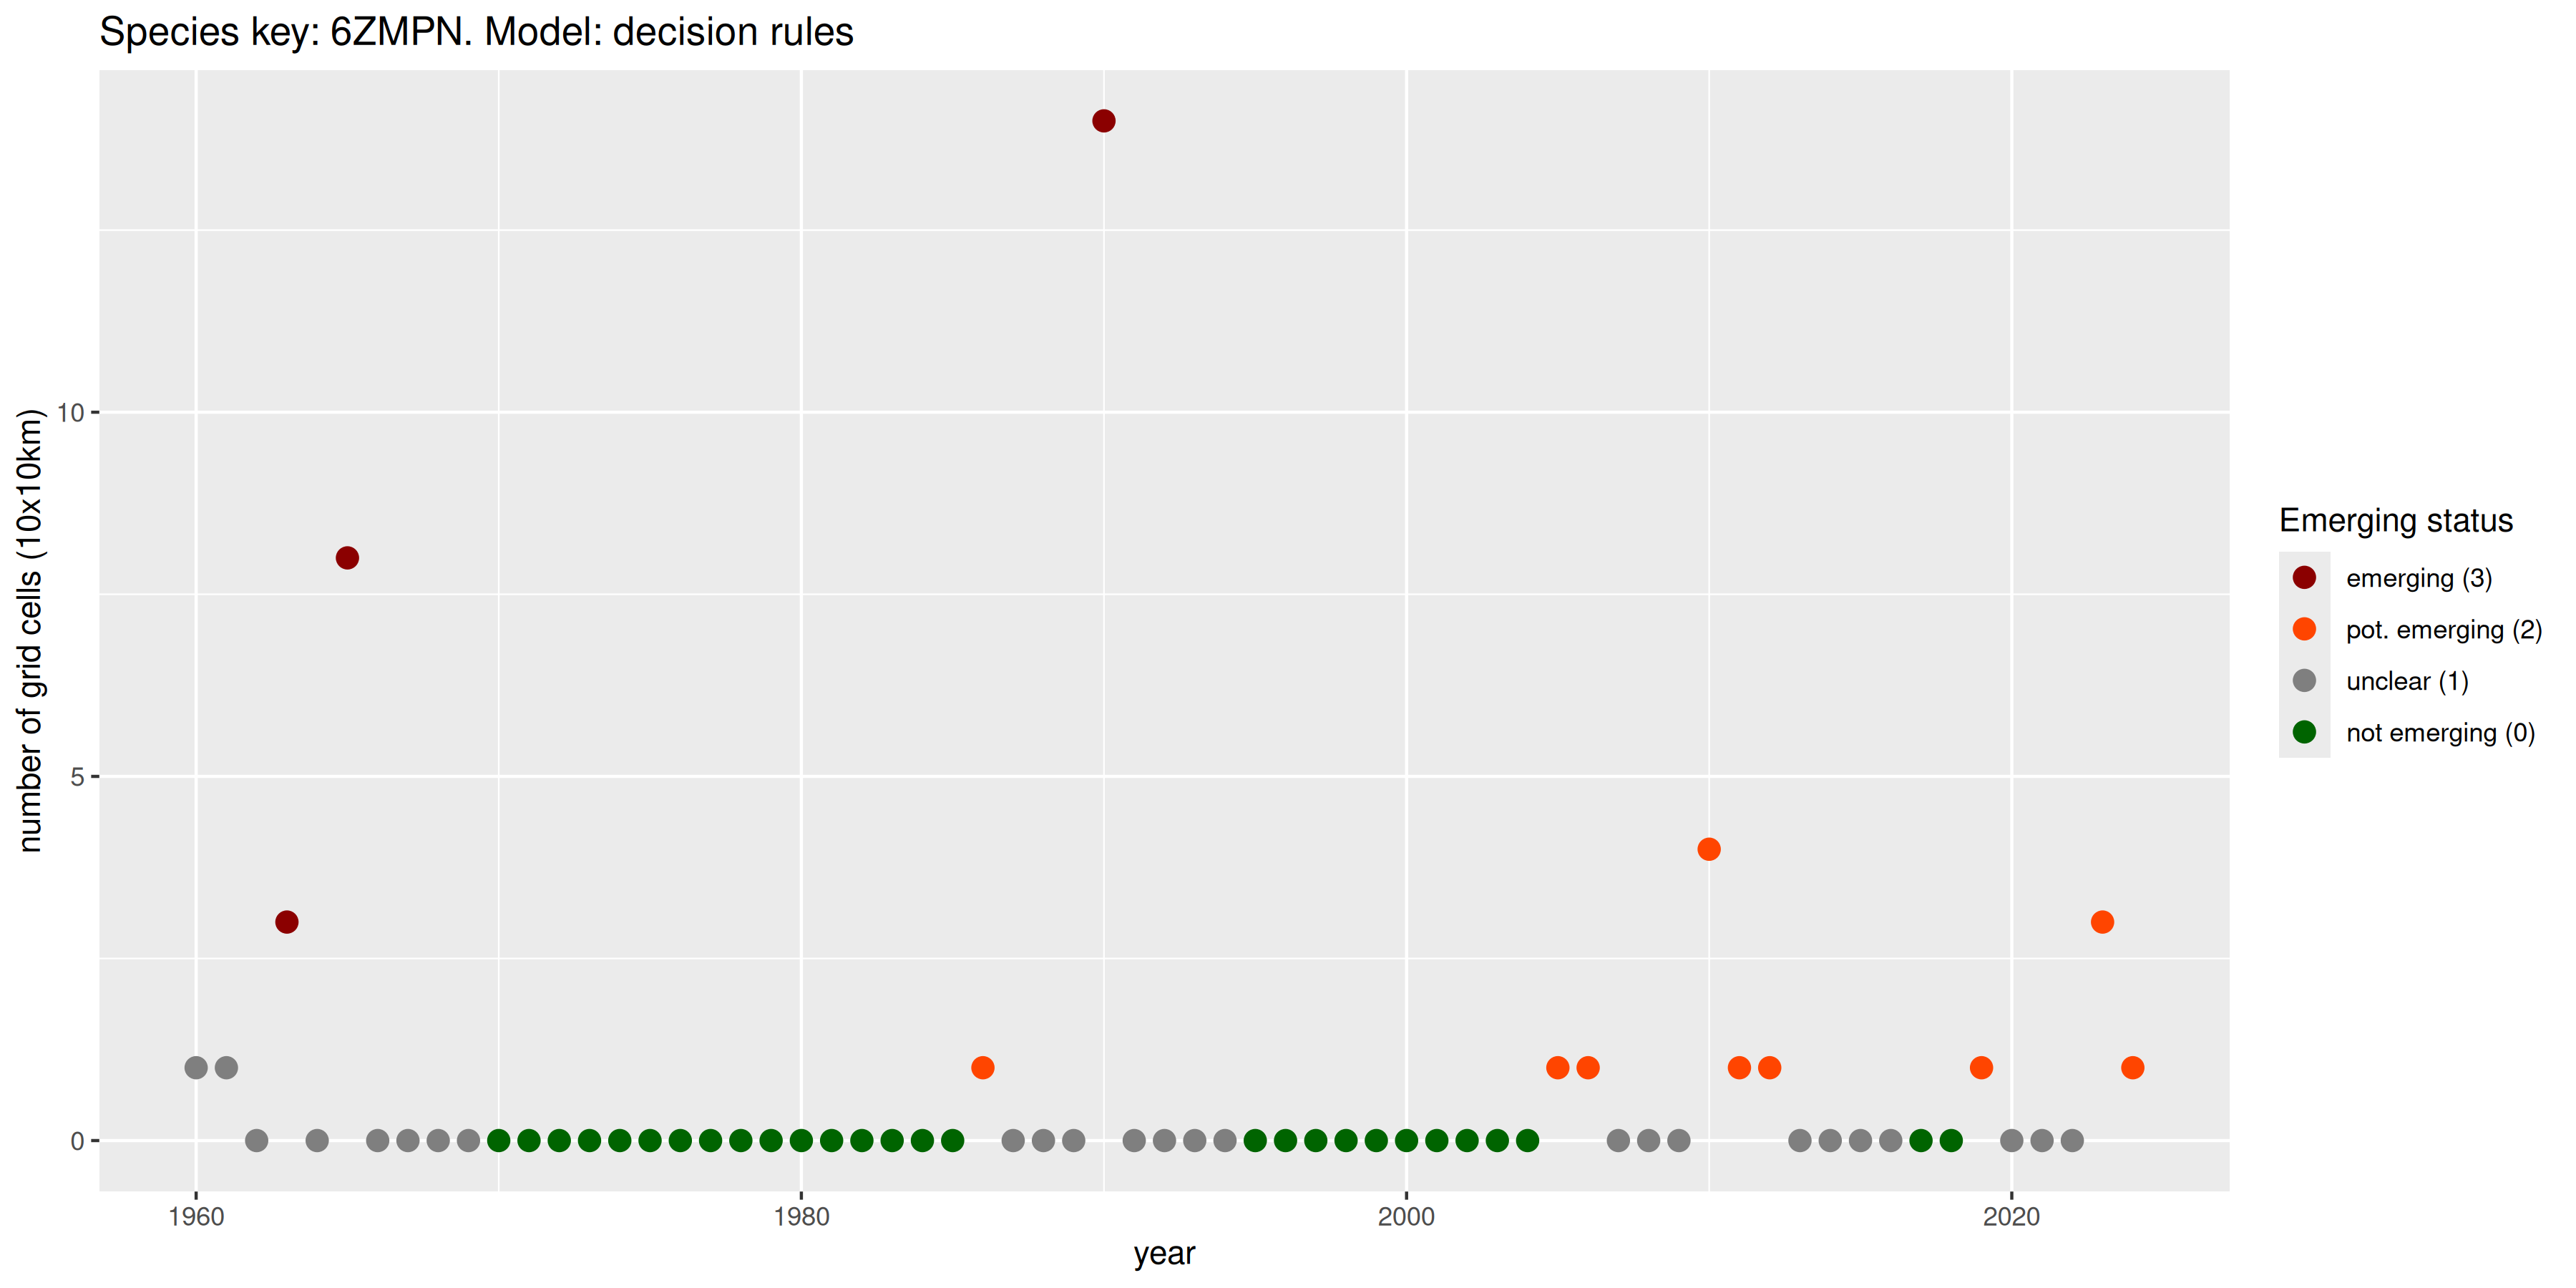 Species key: 6ZMPN. Model: decision rules
number of grid cells (10x10km)
10
5
0
1960
1980
2000
2020
year
Emerging status
emerging (3)
pot. emerging (2)
unclear (1)
not emerging (0)